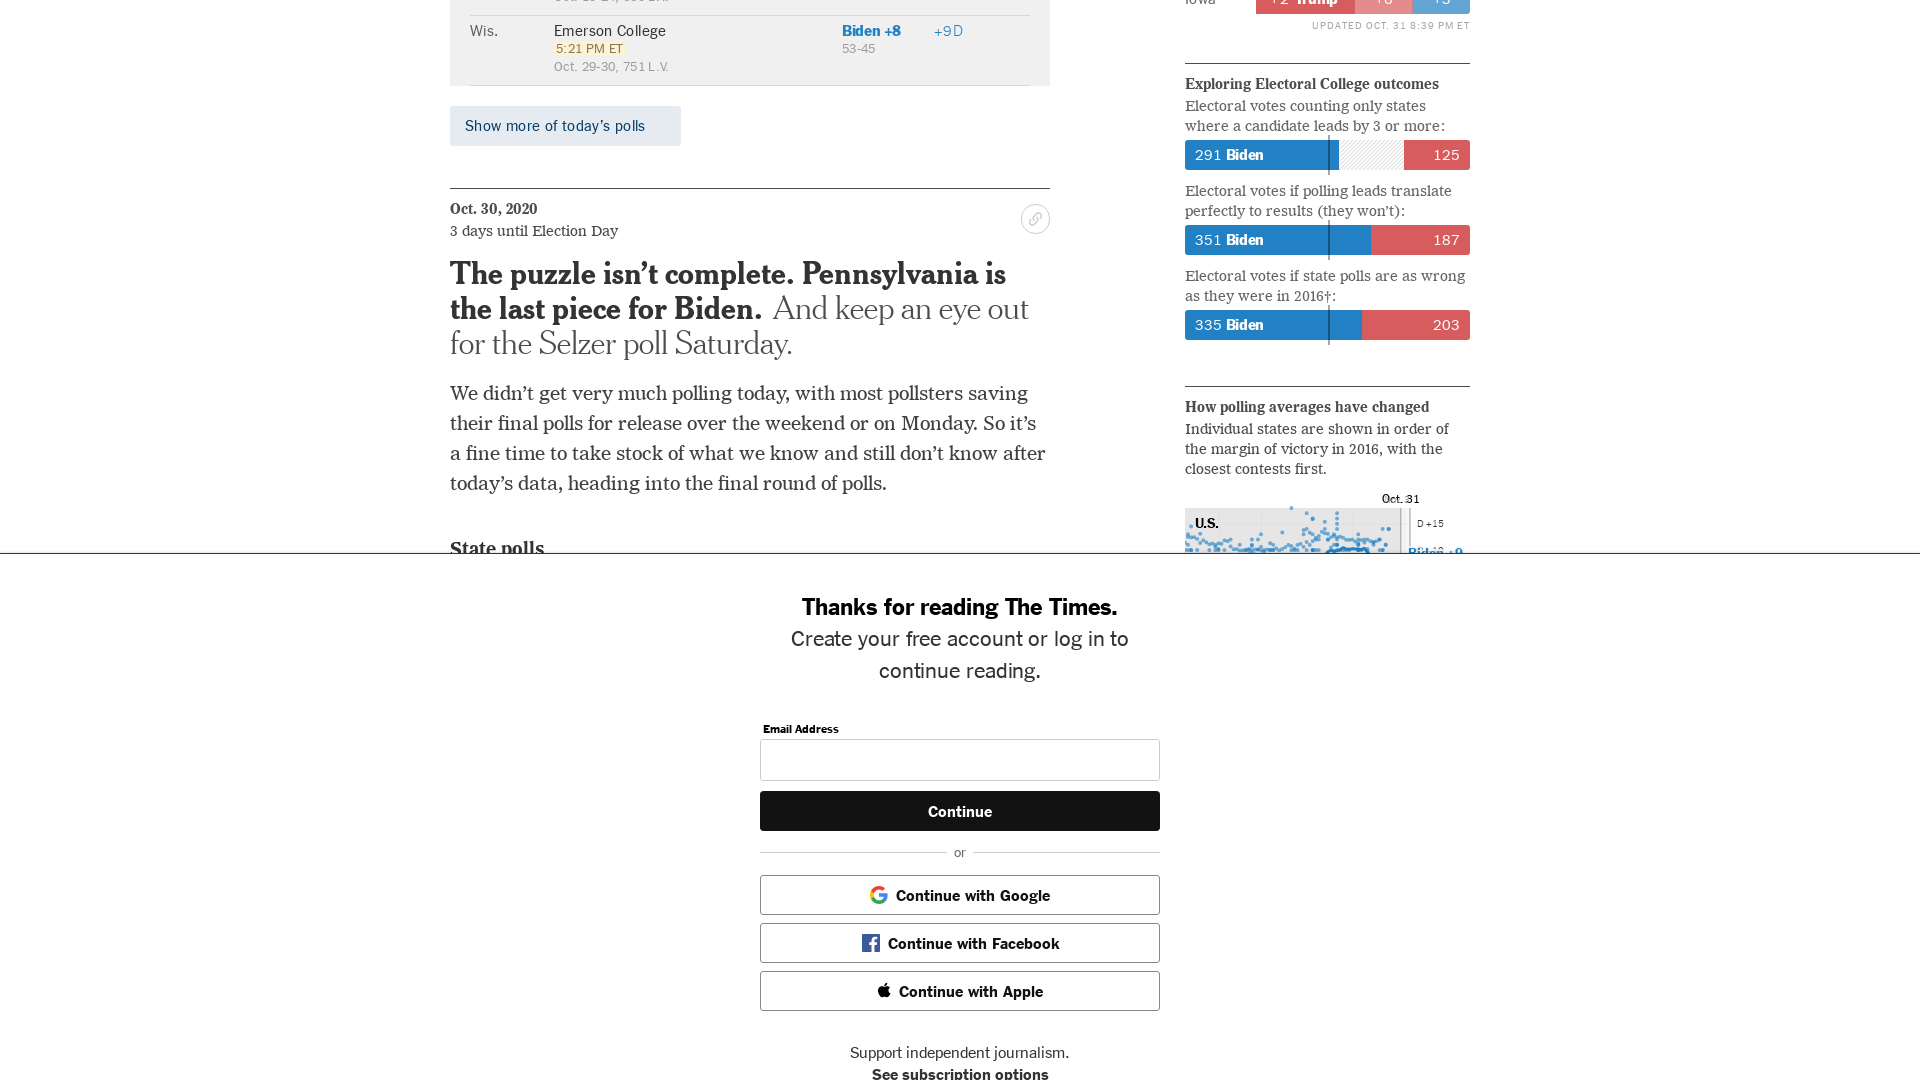 Wis.
Emerson College
Biden +8
+9 D
5:21 PM ET
53-45
Oct. 29-30, 751 L.V.
Show more of today’s polls
Oct. 30, 2020
3 days until Election Day
The puzzle isn’t complete. Pennsylvania is
the last piece for Biden. And keep an eye out
for the Selzer poll Saturday.
We didn’t get very much polling today, with most pollsters saving
their final polls for release over the weekend or on Monday. So it’s
a fine time to take stock of what we know and still don’t know after
today’s data, heading into the final round of polls.
State polls
Iowa
+2 Trump
UPDATED OCT. 31 8:39 PM ET
Exploring Electoral College outcomes
Electoral votes counting only states
where a candidate leads by 3 or more:
291 Biden
125
Electoral votes if polling leads translate
perfectly to results (they won’t):
351 Biden
187
Electoral votes if state polls are as wrong
as they were in 2016†:
335 Biden
203
How polling averages have changed
Individual states are shown in order of
the margin of victory in 2016, with the
closest contests first.
Oct. 31
U.S.
D +15
Biden +9
Thanks for reading The Times.
Create your free account or log in to
continue reading.
Email Address
Continue
or
Continue with Google
Continue with Facebook
Continue with Apple
Support independent journalism.
See subscription options